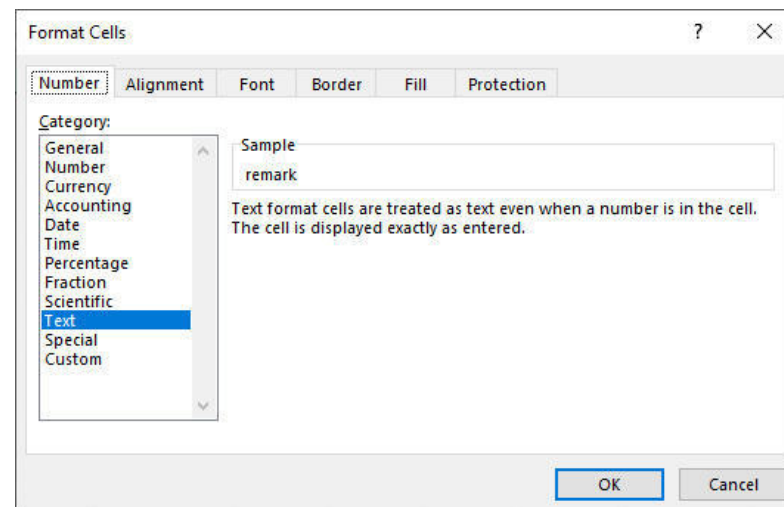 Format Cells ? ×
Number Alignment Font Border Fill Protection
Category:
General
Number
Currency
Accounting
Date
Time
Percentage
Fraction
Scientific
Text
Special
Custom
Sample
remark
Text format cells are treated as text even when a number is in the cell.
The cell is displayed exactly as entered.
OK Cancel